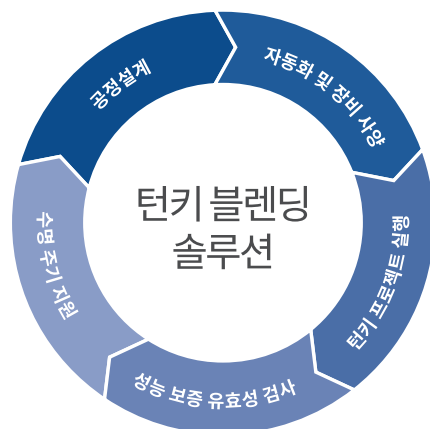 턴키 블렌딩
솔루션
공정설계
자동화 및 장비 사양
턴키 프로젝트 실행
성능 보증 유효성 검사
수명 주기 지원